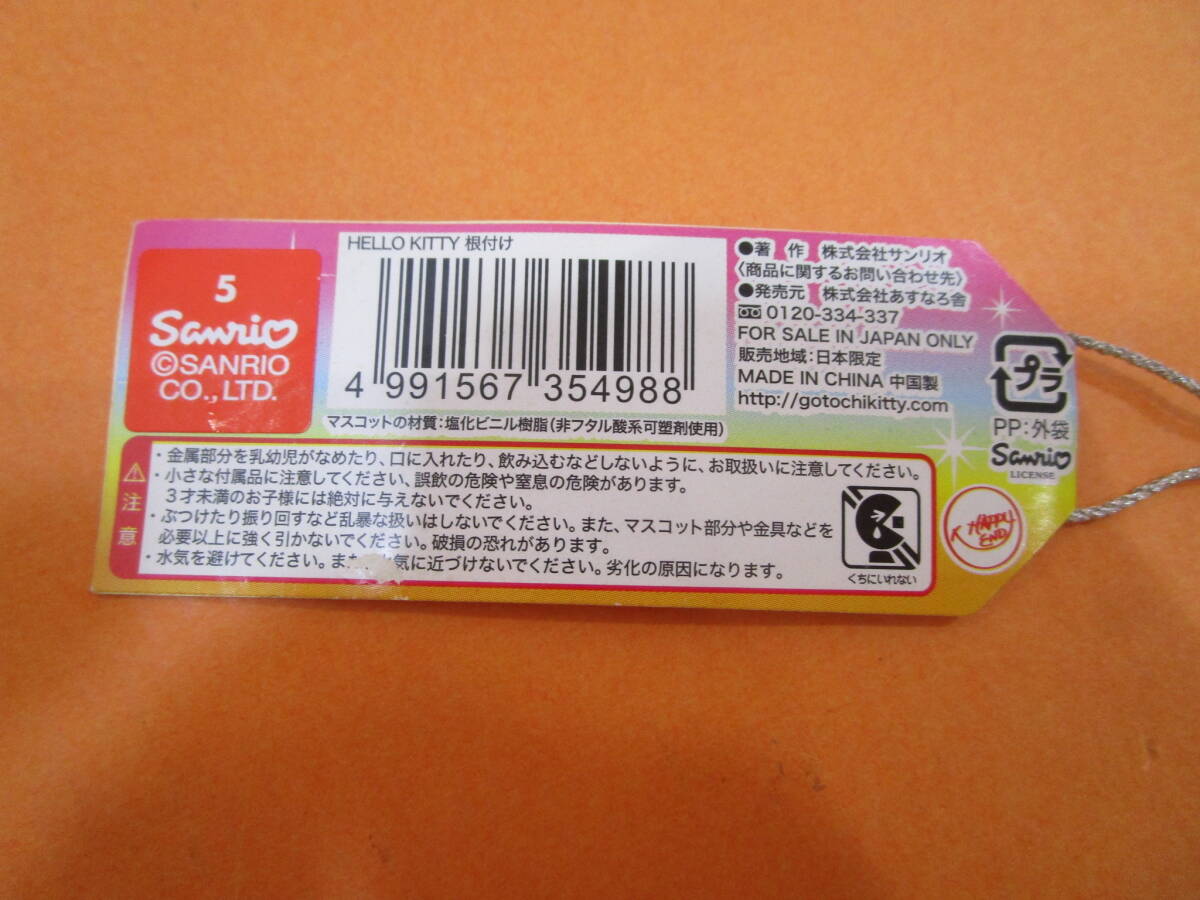 5
Sanrio
©SANRIO
CO.,LTD.
HELLO KITTY 根付け
4 991567 354988
マスコットの材質:塩化ビニル樹脂(非フタル酸系可塑剤使用)
●著 作 株式会社サンリオ
〈商品に関するお問い合わせ先〉
●発売元 株式会社あすなろ舎
0120-334-337
FOR SALE IN JAPAN ONLY
販売地域:日本限定
MADE IN CHINA 中国製
http://gotochikitty.com
プラ
PP:外袋
Sanrio
LICENSE
K HAPPY
END
注意
・金属部分を乳幼児がなめたり、口に入れたり、飲み込むなどしないように、お取扱いに注意してください。
・小さな付属品に注意してください、誤飲の危険や窒息の危険があります。
3才未満のお子様には絶対に与えないでください。
・ぶつけたり振り回すなど乱暴な扱いはしないでください。また、マスコット部分や金具などを
必要以上に強く引かないでください。破損の恐れがあります。
・水気を避けてください。また 気に近づけないでください。劣化の原因になります。
くちにいれない